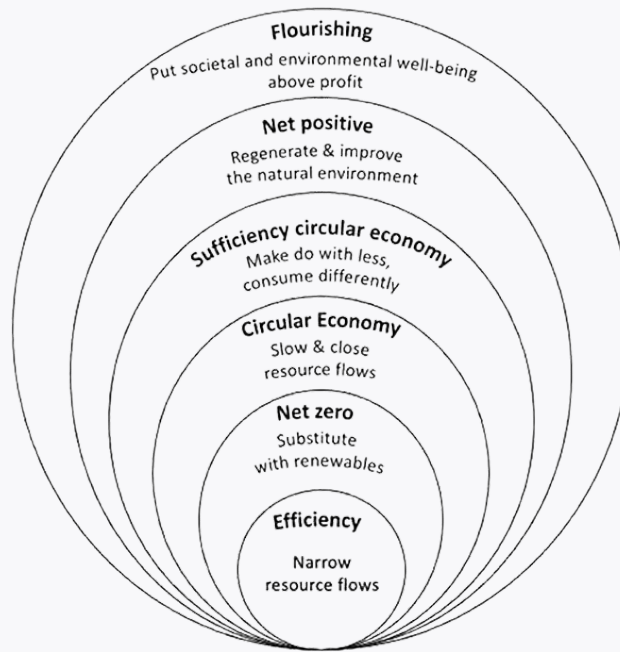 Flourishing
Put societal and environmental well-being
above profit
Net positive
Regenerate & improve
the natural environment
Sufficiency circular economy
Make do with less,
consume differently
Circular Economy
Slow & close
resource flows
Net zero
Substitute
with renewables
Efficiency
Narrow
resource flows